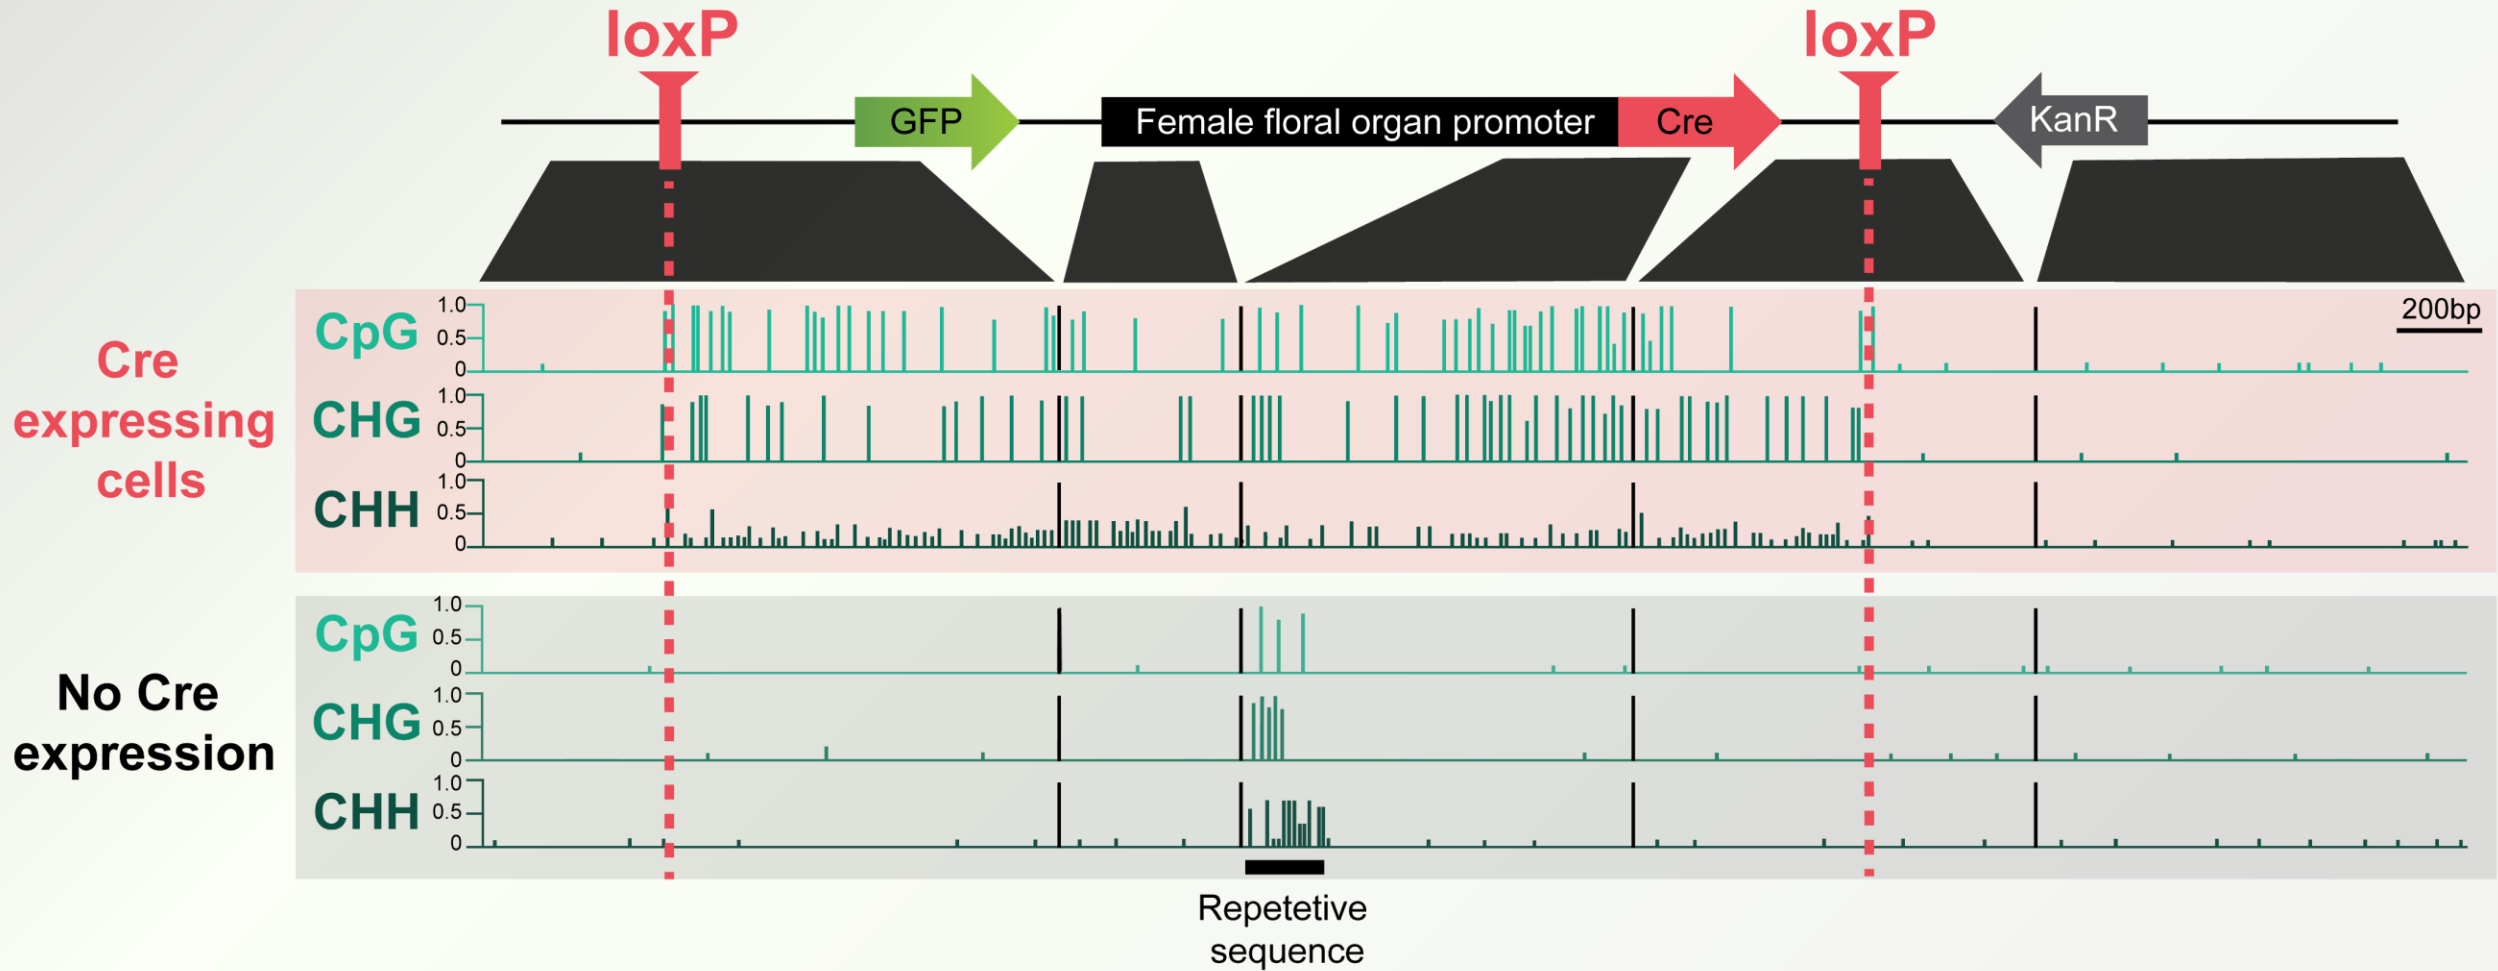 loxP
loxP
GFP
Female floral organ promoter
Cre
KanR
Cre
expressing
cells
CpG
1.0
0.5
0
200bp
CHG
1.0
0.5
0
CHH
1.0
0.5
0
No Cre
expression
CpG
1.0
0.5
0
CHG
1.0
0.5
0
CHH
1.0
0.5
0
Repetetive
sequence